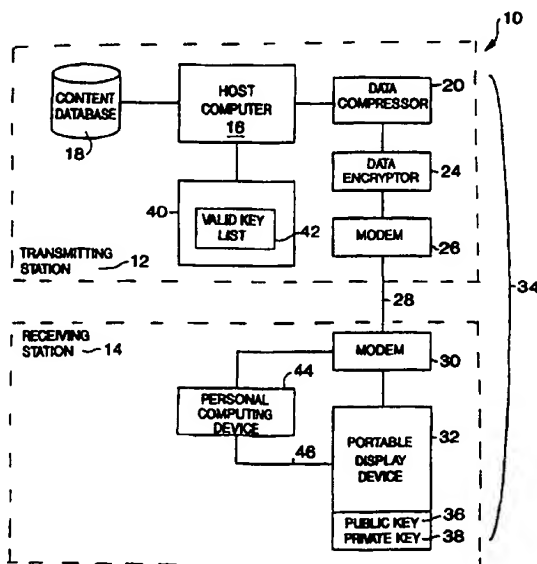 10
CONTENT
DATABASE
18
HOST
COMPUTER
16
DATA
COMPRESSOR
20
DATA
ENCRYPTOR
24
40
VALID KEY
LIST
42
MODEM
26
TRANSMITTING
STATION
12
28
34
RECEIVING
STATION
14
MODEM
30
44
PERSONAL
COMPUTING
DEVICE
46
PORTABLE
DISPLAY
DEVICE
32
PUBLIC KEY
36
PRIVATE KEY
38